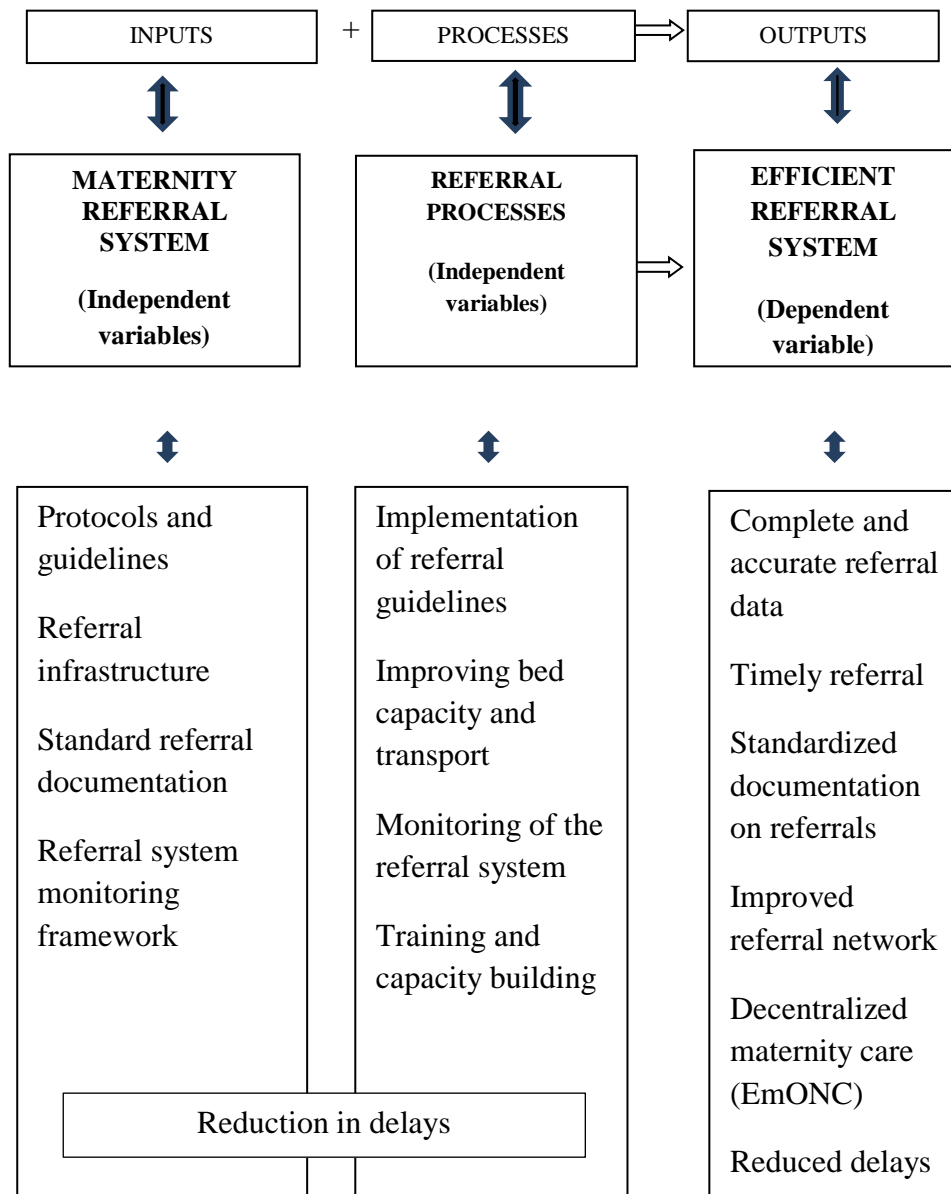 INPUTS
+
PROCESSES
OUTPUTS
MATERNITY
REFERRAL
SYSTEM
(Independent
variables)
REFERRAL
PROCESSES
(Independent
variables)
EFFICIENT
REFERRAL
SYSTEM
(Dependent
variable)
Protocols and
guidelines
Referral
infrastructure
Standard referral
documentation
Referral system
monitoring
framework
Implementation
of referral
guidelines
Improving bed
capacity and
transport
Monitoring of the
referral system
Training and
capacity building
Complete and
accurate referral
data
Timely referral
Standardized
documentation
on referrals
Improved
referral network
Decentralized
maternity care
(EmONC)
Reduced delays
Reduction in delays